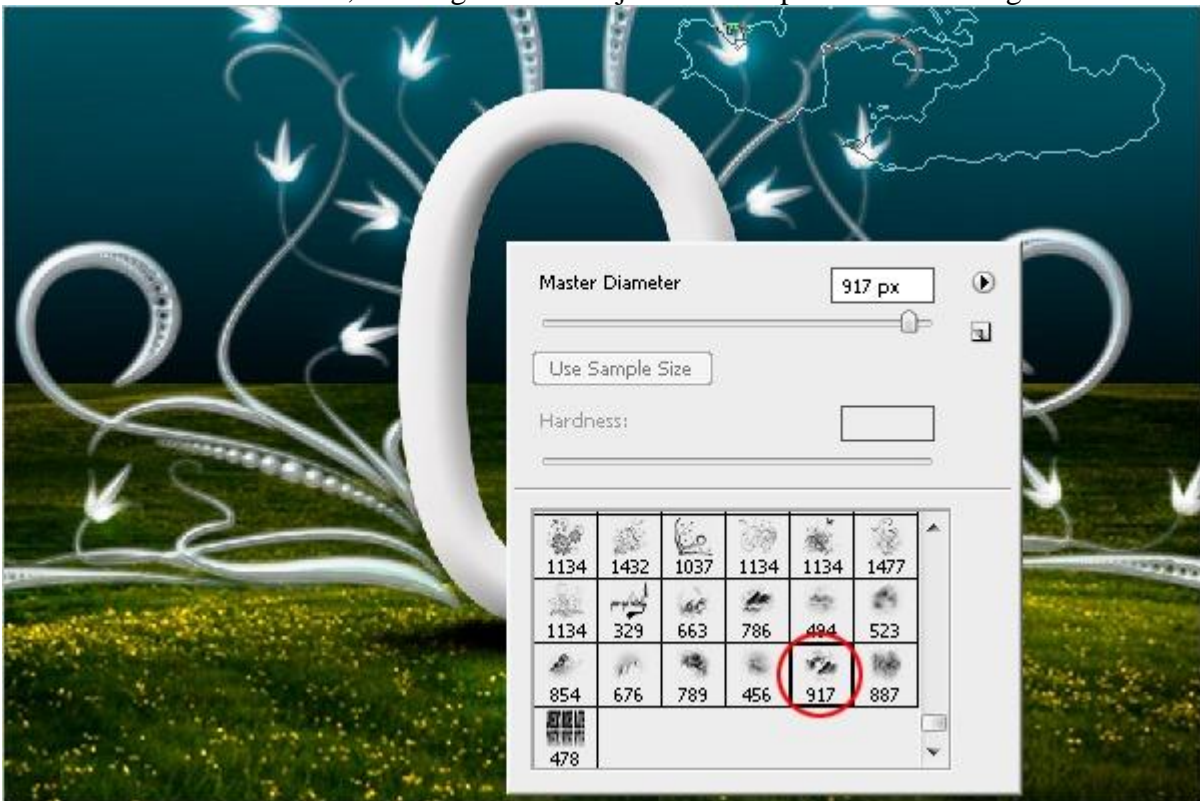 Master Diameter 917 px
Use Sample Size
Hardness:
1134 1432 1037 1134 1134 1477
1134 329 663 786 494 523
854 676 789 456 917 887
478